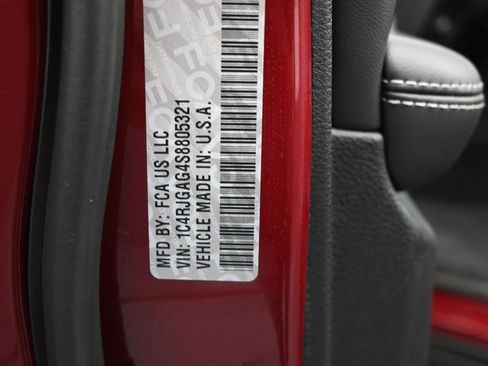 MFD BY: FCA US LLC
VIN: 1C4RJGAG4S8805321
VEHICLE MADE IN: U.S.A.